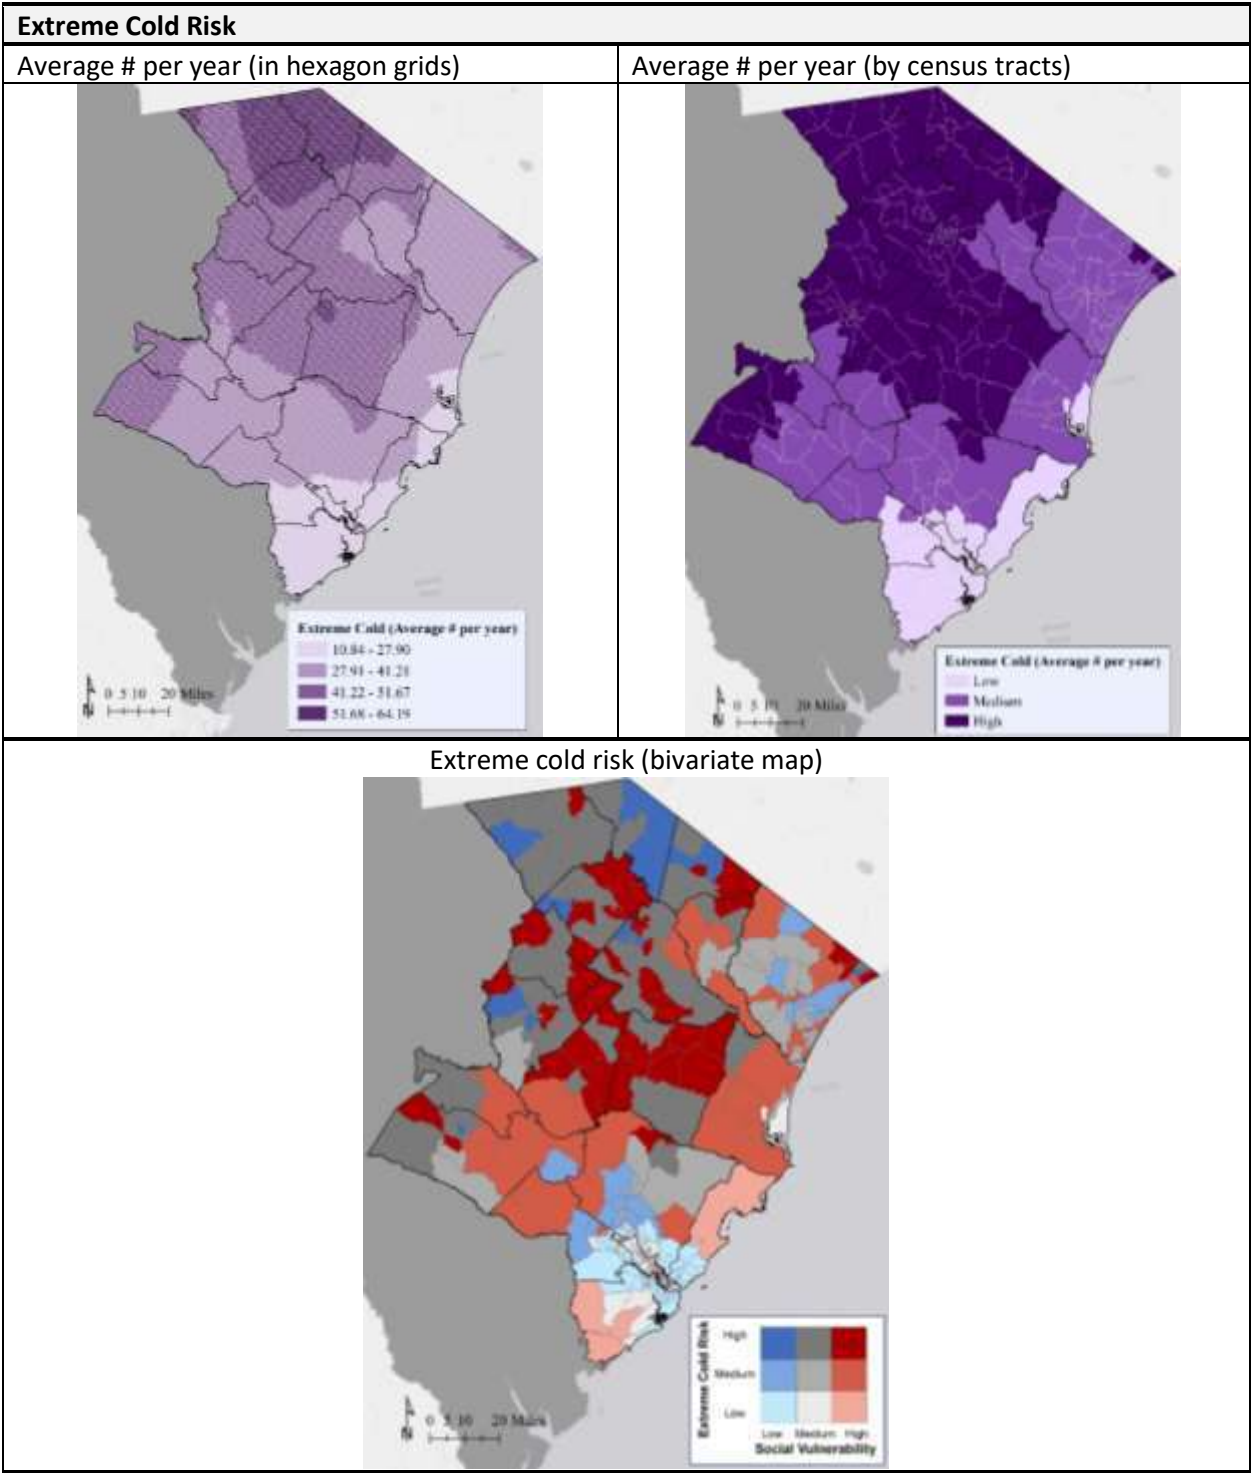 Extreme Cold Risk
Average # per year (in hexagon grids)
Average # per year (by census tracts)
Extreme Cold (Average # per year)
10.84 - 27.90
27.91 - 41.21
41.22 - 51.67
51.68 - 64.19
0 5 10 20 Miles
N
Extreme Cold (Average # per year)
Low
Medium
High
0 5 10 20 Miles
N
Extreme cold risk (bivariate map)
Extreme Cold Risk
High
Medium
Low
Low Medium High
Social Vulnerability
0 5 10 20 Miles
N